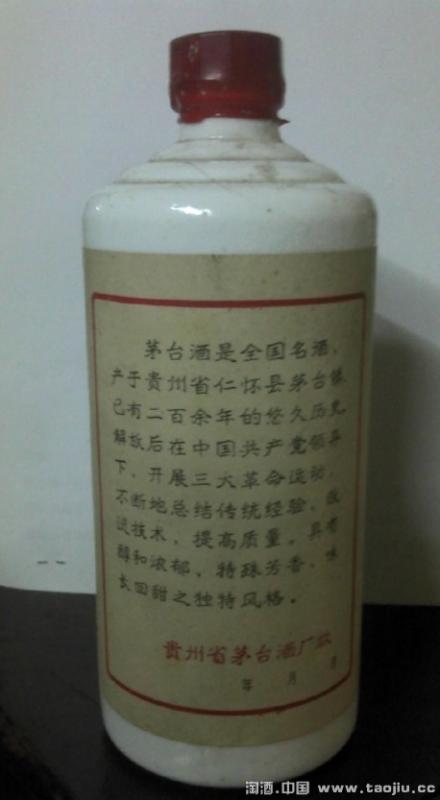 茅台酒是全国名酒，
产于贵州省仁怀县茅台镇，
已有二百余年的悠久历史，
解放后在中国共产党领导
下，开展三大革命运动，
不断地总结传统经验，改
进技术，提高质量。具有
醇和浓郁、特殊芳香、味
长回甜之独特风格。
贵州省茅台酒厂敬
年 月 日
淘酒.中国 www.taojiu.cc